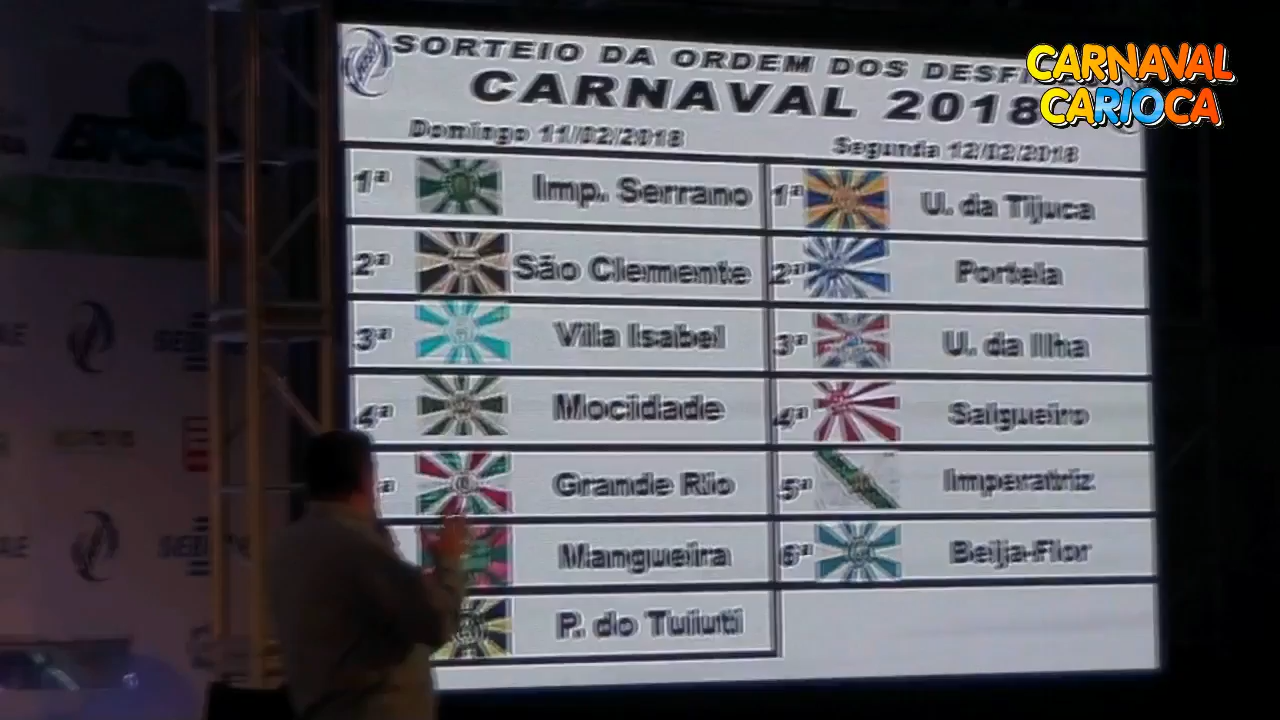 SORTEIO DA ORDEM DOS
CARNAVAL 2018
CARNAVAL
CARIOCA
Domingo 11/02/2018
1ª Imp. Serrano
2ª São Clemente
3ª Vila Isabel
4ª Mocidade
ª Grande Rio
Mangueira
P. do Tuiuti
Segunda 12/02/2018
1ª U. da Tijuca
2ª Portela
3ª U. da Ilha
4ª Salgueiro
5ª Imperatriz
6ª Beija-Flor